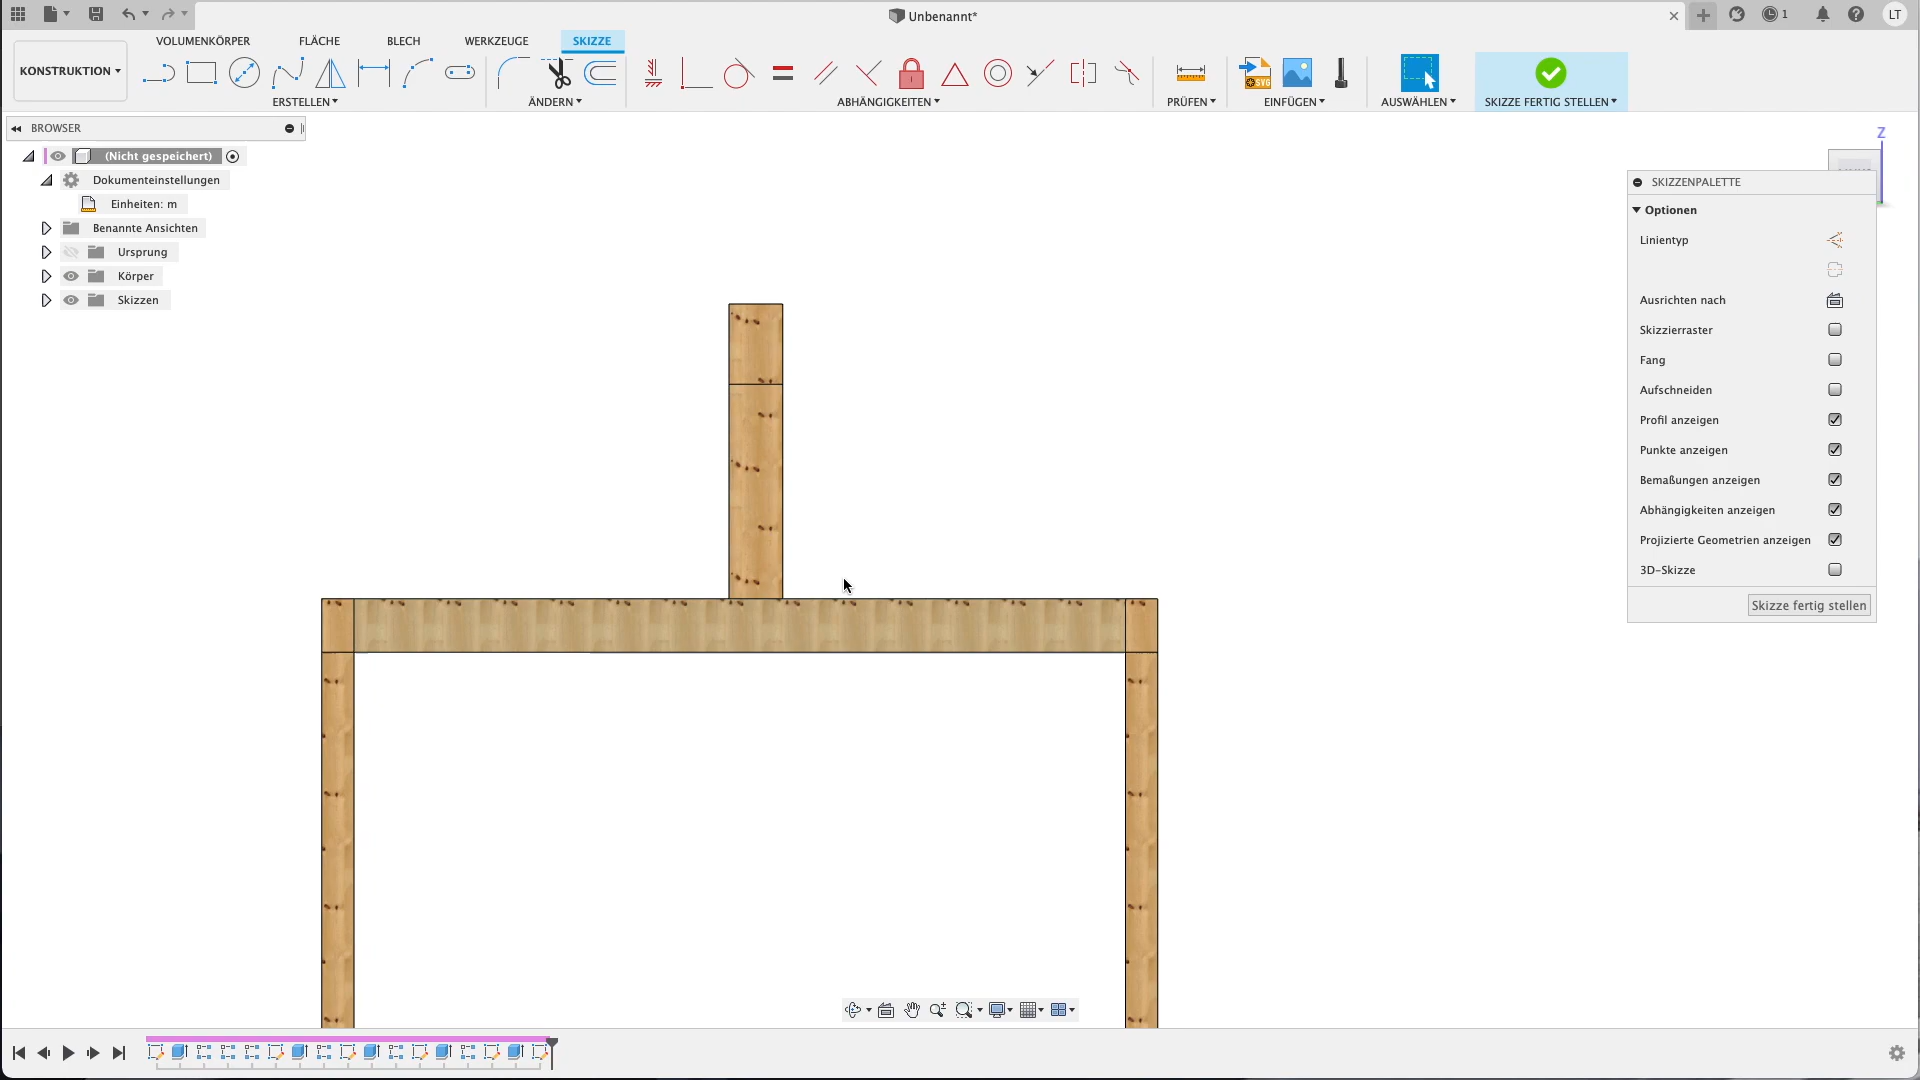 Unbenannt*
1
LT
KONSTRUKTION
VOLUMENKÖRPER
FLÄCHE
BLECH
WERKZEUGE
SKIZZE
ERSTELLEN
ÄNDERN
ABHÄNGIGKEITEN
PRÜFEN
EINFÜGEN
AUSWÄHLEN
SKIZZE FERTIG STELLEN
BROWSER
(Nicht gespeichert)
Dokumenteinstellungen
Einheiten: m
Benannte Ansichten
Ursprung
Körper
Skizzen
Z
SKIZZENPALETTE
Optionen
Linientyp
Ausrichten nach
Skizzierraster
Fang
Aufschneiden
Profil anzeigen
Punkte anzeigen
Bemaßungen anzeigen
Abhängigkeiten anzeigen
Projizierte Geometrien anzeigen
3D-Skizze
Skizze fertig stellen